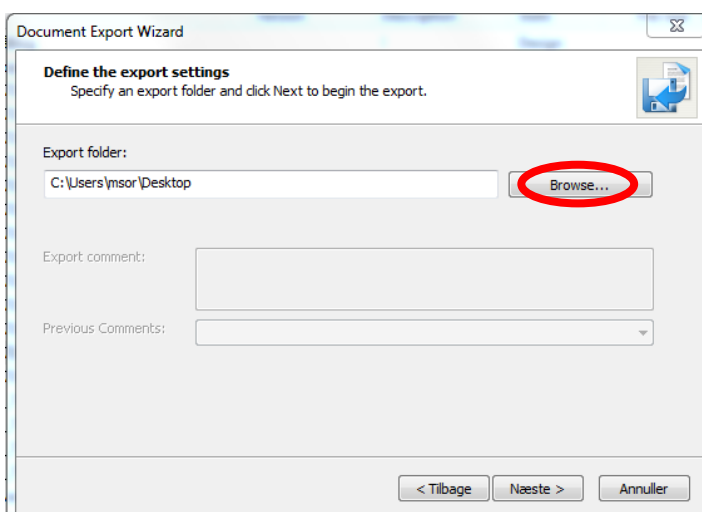 Document Export Wizard
Define the export settings
Specify an export folder and click Next to begin the export.
Export folder:
C:\Users\msor\Desktop
Browse...
Export comment:
Previous Comments:
< Tilbage
Næste >
Annuller